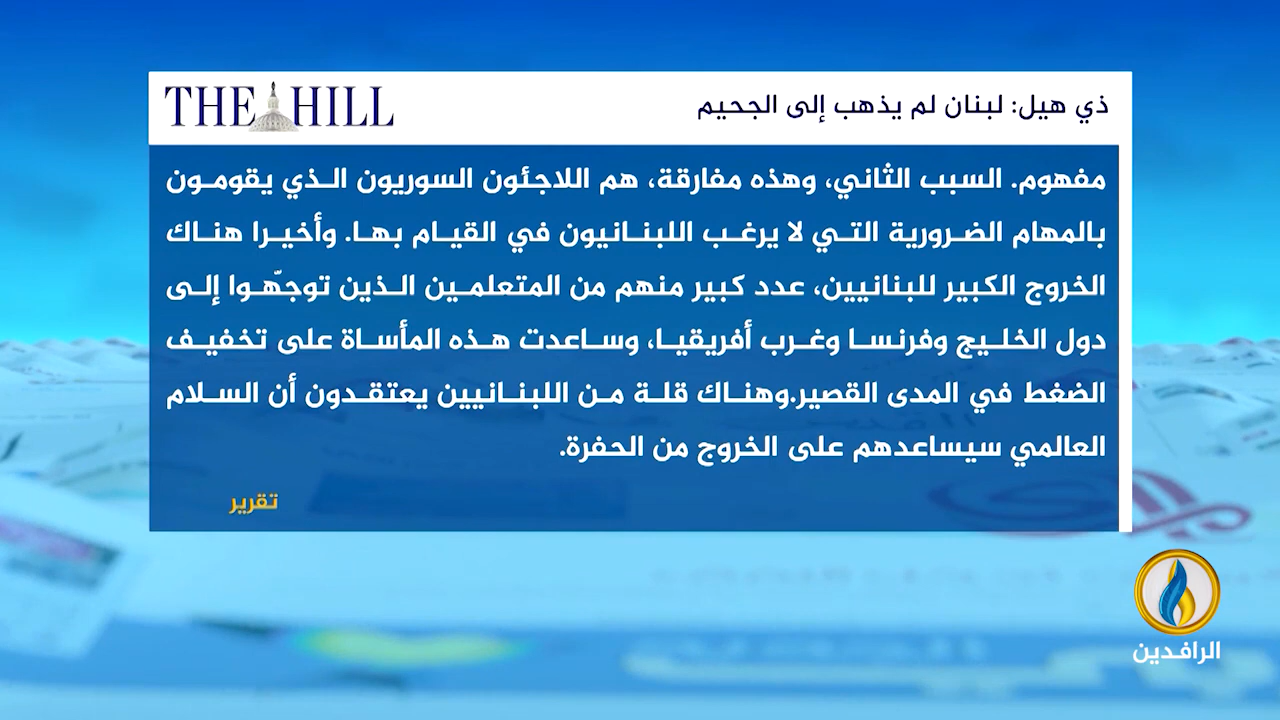 THE HILL
ذي هيل: لبنان لم يذهب إلى الجحيم
مفهوم. السبب الثاني، وهذه مفارقة، هم اللاجئون السوريون الذي يقومون
بالمهام الضرورية التي لا يرغب اللبنانيون في القيام بها. وأخيرا هناك
الخروج الكبير للبنانيين، عدد كبير منهم من المتعلمين الذين توجّهوا إلى
دول الخليج وفرنسا وغرب أفريقيا، وساعدت هذه المأساة على تخفيف
الضغط في المدى القصير.وهناك قلة من اللبنانيين يعتقدون أن السلام
العالمي سيساعدهم على الخروج من الحفرة.
تقرير
الرافدين